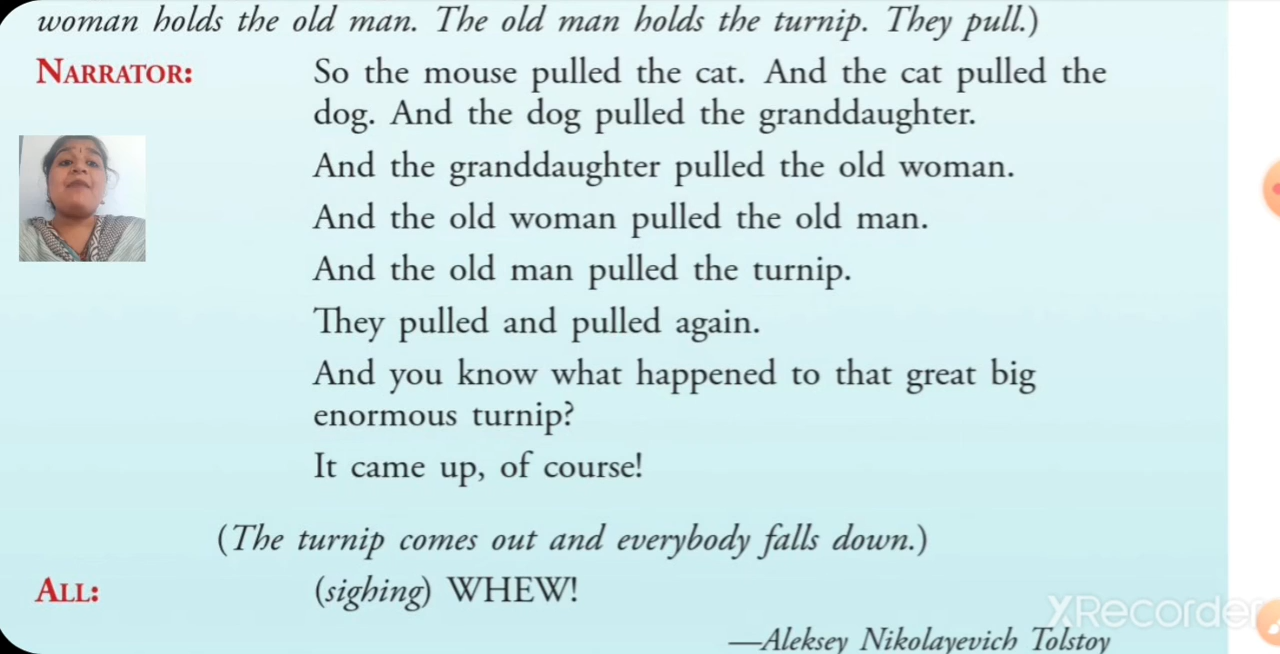 woman holds the old man. The old man holds the turnip. They pull.)
NARRATOR: So the mouse pulled the cat. And the cat pulled the
dog. And the dog pulled the granddaughter.
And the granddaughter pulled the old woman.
And the old woman pulled the old man.
And the old man pulled the turnip.
They pulled and pulled again.
And you know what happened to that great big
enormous turnip?
It came up, of course!
(The turnip comes out and everybody falls down.)
ALL: (sighing) WHEW!
XRecorder
—Aleksey Nikolayevich Tolstoy